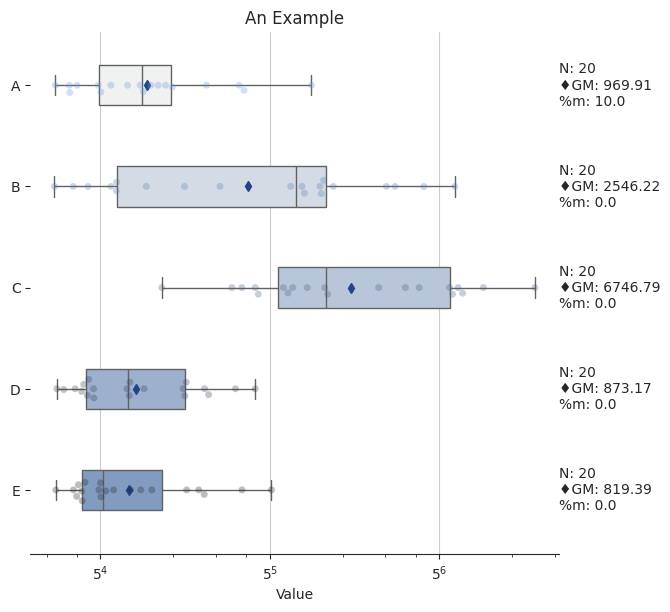 An Example
A
N: 20
♦GM: 969.91
%m: 10.0
B
N: 20
♦GM: 2546.22
%m: 0.0
C
N: 20
♦GM: 6746.79
%m: 0.0
D
N: 20
♦GM: 873.17
%m: 0.0
E
N: 20
♦GM: 819.39
%m: 0.0
5⁴ 5⁵ 5⁶
Value